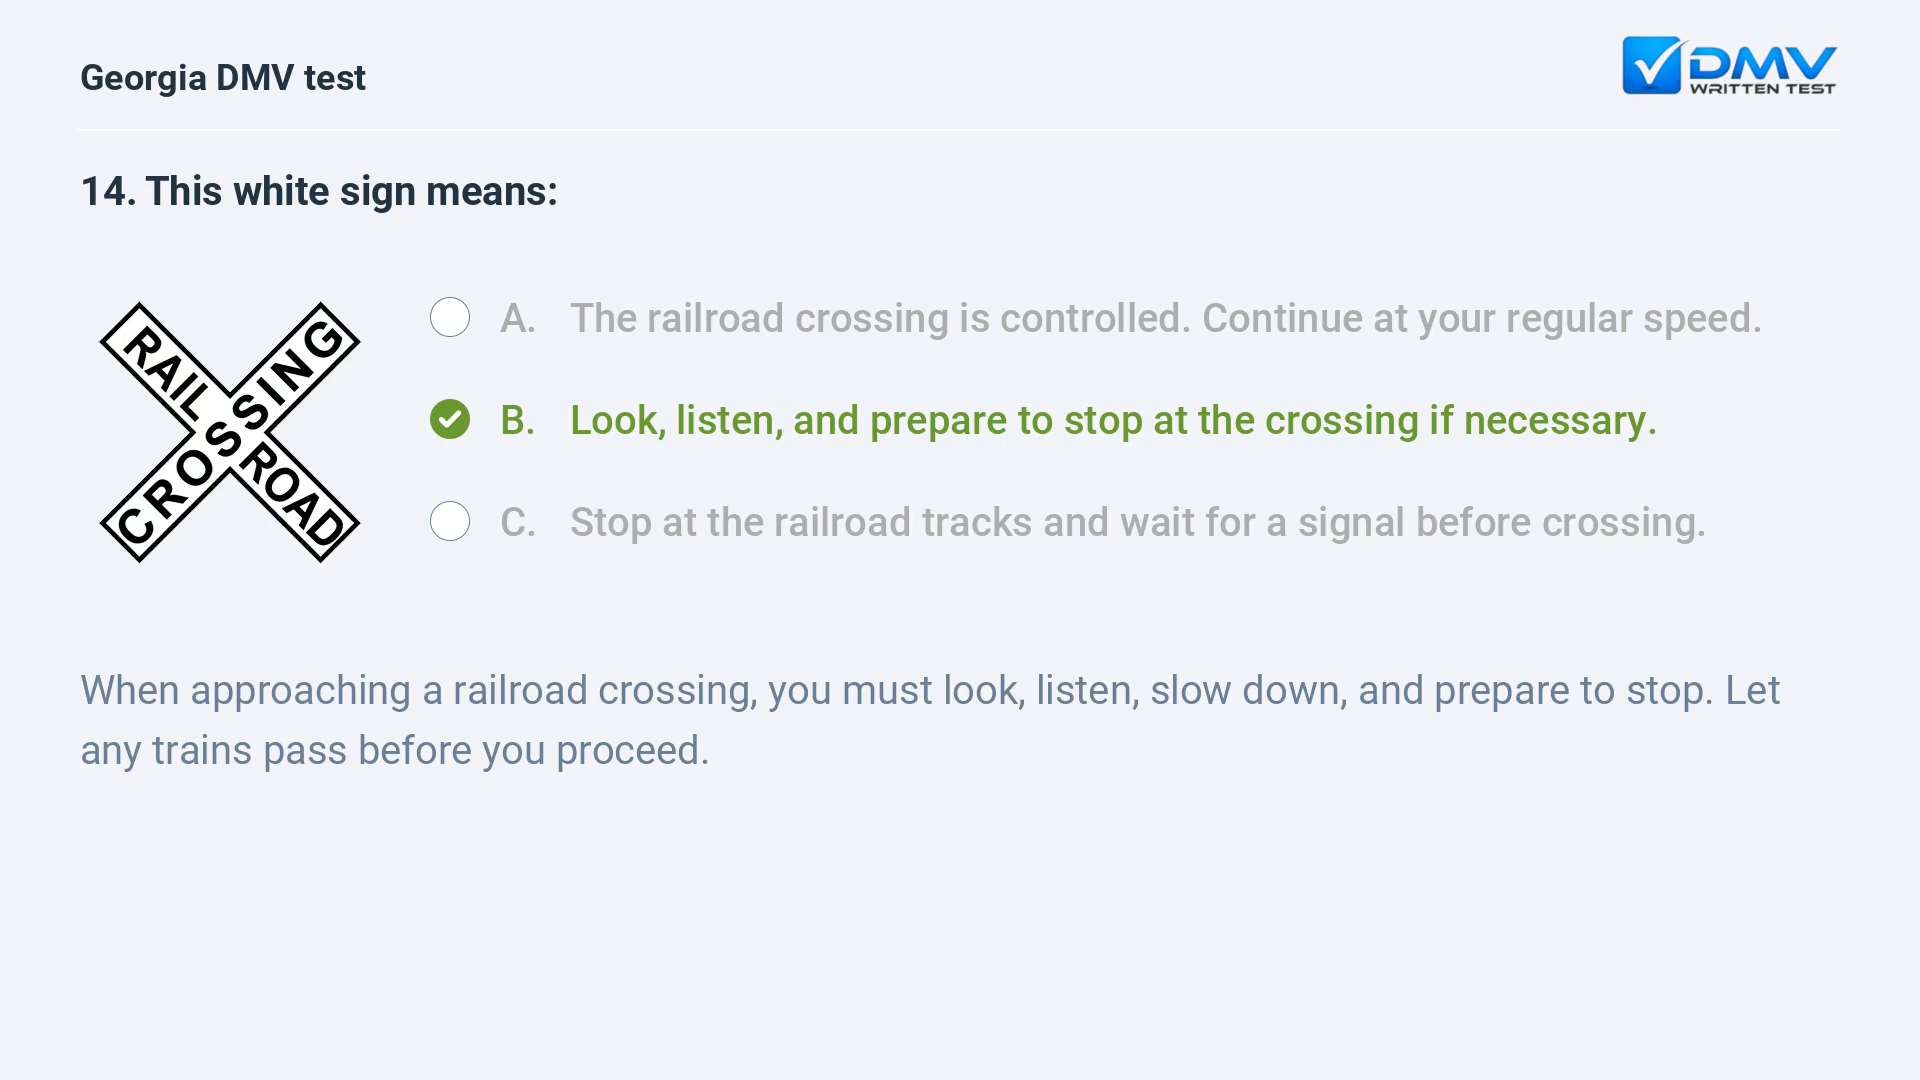 Georgia DMV test
DMV
WRITTEN TEST
14. This white sign means:
RAIL ROAD
CROSSING
A. The railroad crossing is controlled. Continue at your regular speed.
B. Look, listen, and prepare to stop at the crossing if necessary.
C. Stop at the railroad tracks and wait for a signal before crossing.
When approaching a railroad crossing, you must look, listen, slow down, and prepare to stop. Let
any trains pass before you proceed.